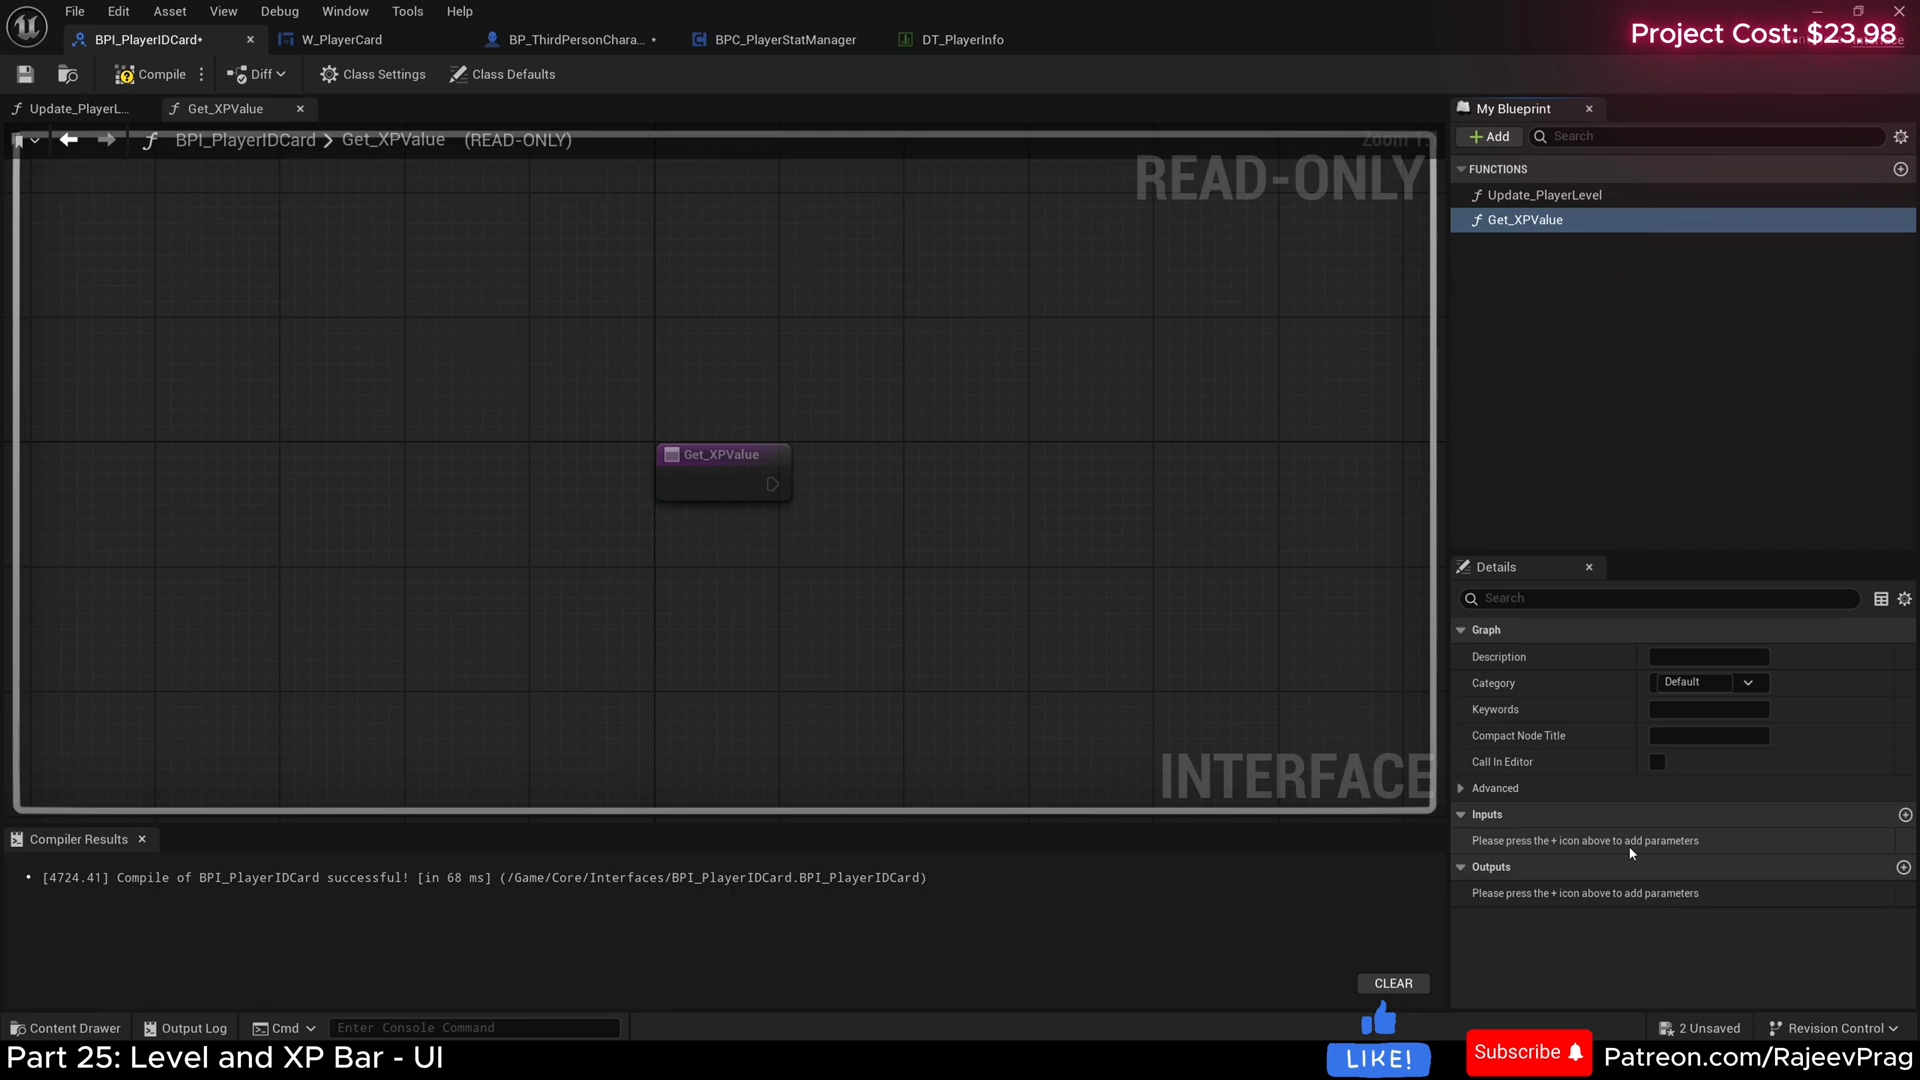 File Edit Asset View Debug Window Tools Help
BPI_PlayerIDCard*
W_PlayerCard
BP_ThirdPersonChara... *
BPC_PlayerStatManager
DT_PlayerInfo
Project Cost: $23.98
Compile
Diff
Class Settings
Class Defaults
Update_PlayerL...
Get_XPValue
BPI_PlayerIDCard > Get_XPValue (READ-ONLY)
READ-ONLY
My Blueprint
Add
Search
FUNCTIONS
Update_PlayerLevel
Get_XPValue
Get_XPValue
INTERFACE
Details
Search
Graph
Description
Category Default
Keywords
Compact Node Title
Call In Editor
Advanced
Inputs
Please press the + icon above to add parameters
Outputs
Please press the + icon above to add parameters
Compiler Results
• [4724.41] Compile of BPI_PlayerIDCard successful! [in 68 ms] (/Game/Core/Interfaces/BPI_PlayerIDCard.BPI_PlayerIDCard)
CLEAR
Content Drawer
Output Log
Cmd
Enter Console Command
2 Unsaved
Revision Control
Part 25: Level and XP Bar - UI
LIKE!
Subscribe
Patreon.com/RajeevPrag